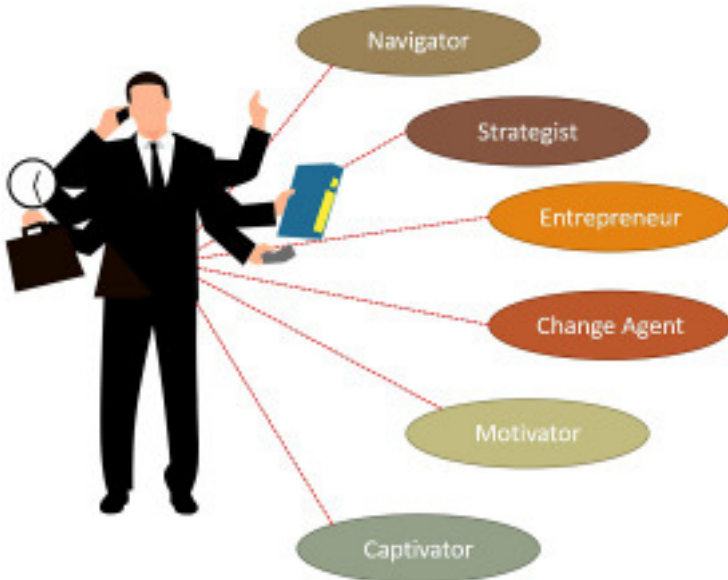 Navigator
Strategist
Entrepreneur
Change Agent
Motivator
Captivator